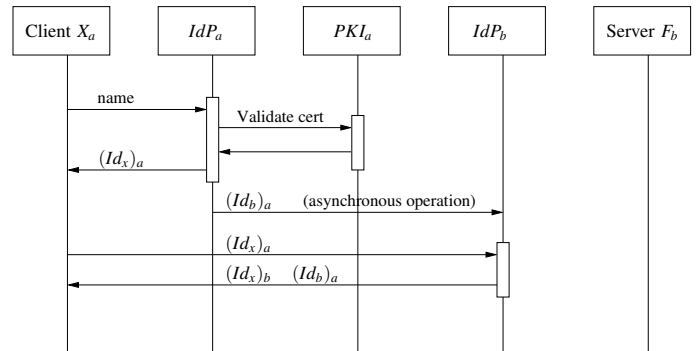 Client X_a IdP_a PKI_a IdP_b Server F_b
name
Validate cert
(Id_x)_a
(Id_b)_a (asynchronous operation)
(Id_x)_a
(Id_x)_b (Id_b)_a